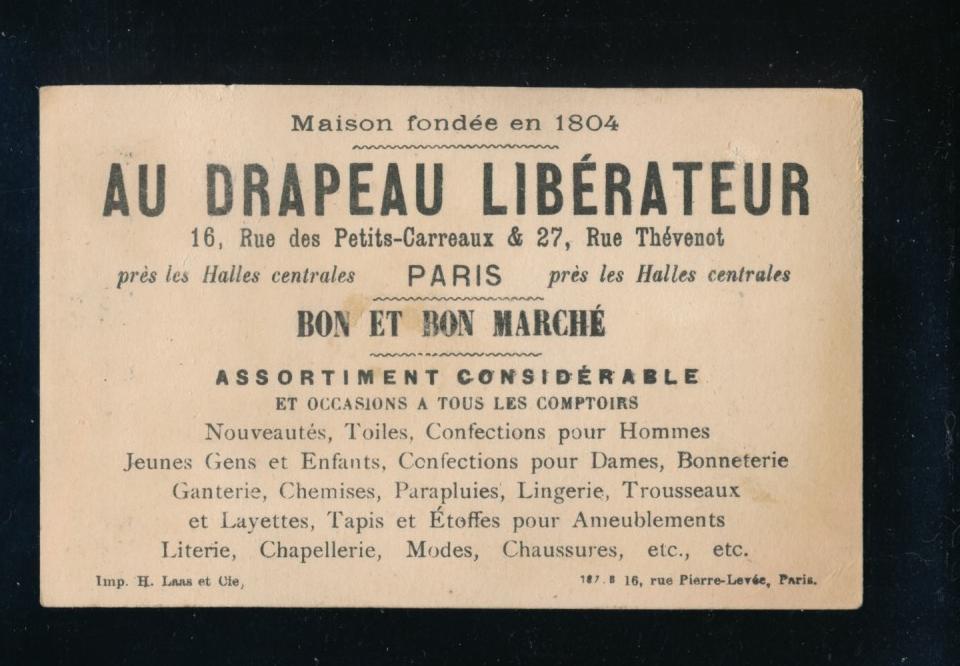 Maison fondée en 1804
AU DRAPEAU LIBÉRATEUR
16, Rue des Petits-Carreaux & 27, Rue Thévenot
près les Halles centrales PARIS près les Halles centrales
BON ET BON MARCHÉ
ASSORTIMENT CONSIDÉRABLE
ET OCCASIONS A TOUS LES COMPTOIRS
Nouveautés, Toiles, Confections pour Hommes
Jeunes Gens et Enfants, Confections pour Dames, Bonneterie
Ganterie, Chemises, Parapluies, Lingerie, Trousseaux
et Layettes, Tapis et Étoffes pour Ameublements
Literie, Chapellerie, Modes, Chaussures, etc., etc.
Imp. H. Laas et Cie, 187.B 16, rue Pierre-Levée, Paris.